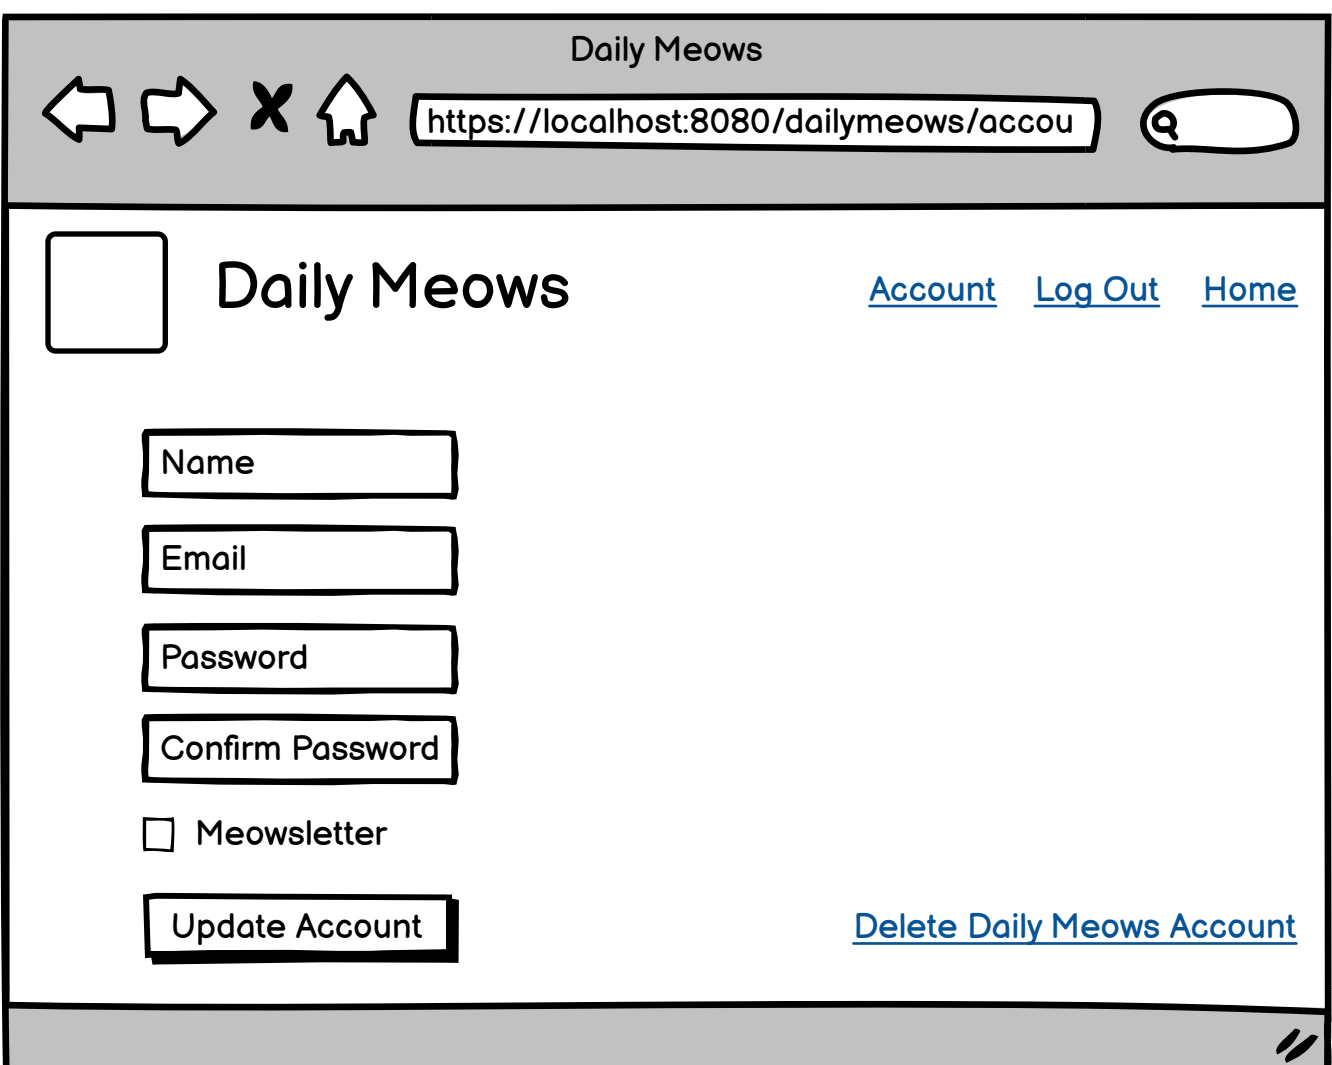 Daily Meows
https://localhost:8080/dailymeows/accou
Daily Meows
Account Log Out Home
Name
Email
Password
Confirm Password
Meowsletter
Update Account
Delete Daily Meows Account